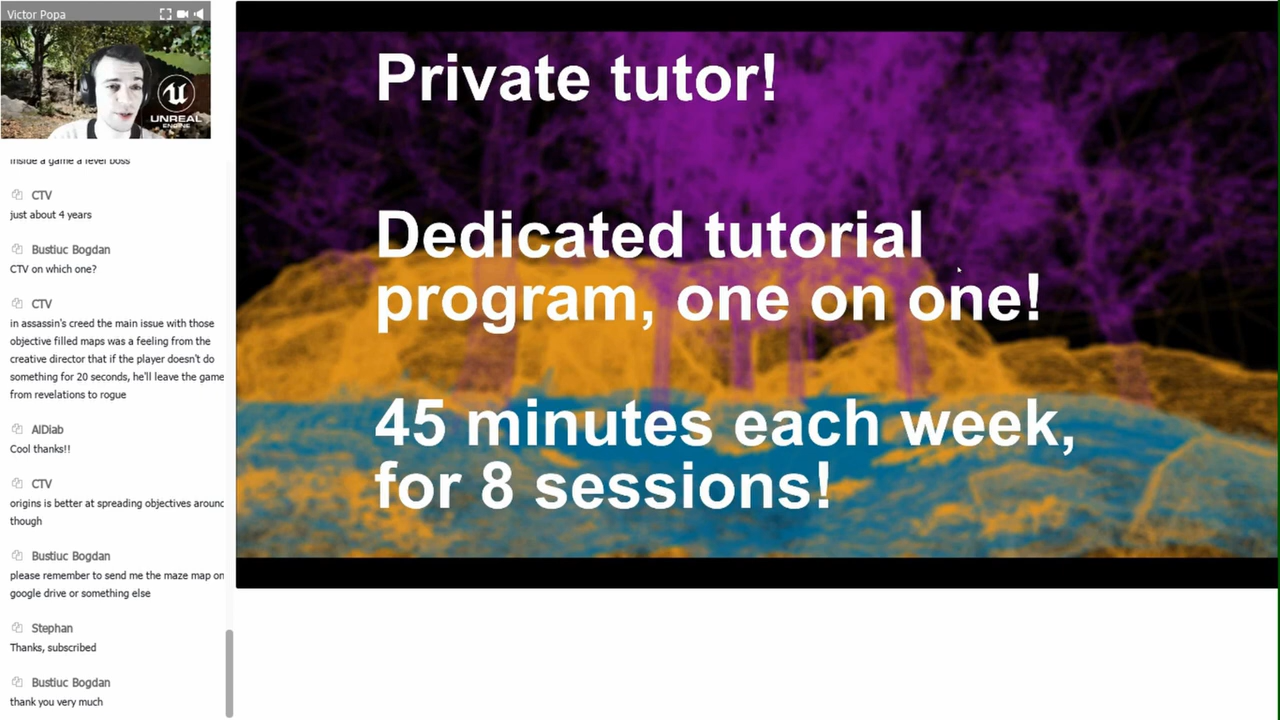 Victor Popa
UNREAL
ENGINE
inside a game a level boss
CTV
just about 4 years
Bustiuc Bogdan
CTV on which one?
CTV
in assassin's creed the main issue with those
objective filled maps was a feeling from the
creative director that if the player doesn't do
something for 20 seconds, he'll leave the game
from revelations to rogue
AlDiab
Cool thanks!!
CTV
origins is better at spreading objectives around
though
Bustiuc Bogdan
please remember to send me the maze map on
google drive or something else
Stephan
Thanks, subscribed
Bustiuc Bogdan
thank you very much
Private tutor!
Dedicated tutorial
program, one on one!
45 minutes each week,
for 8 sessions!